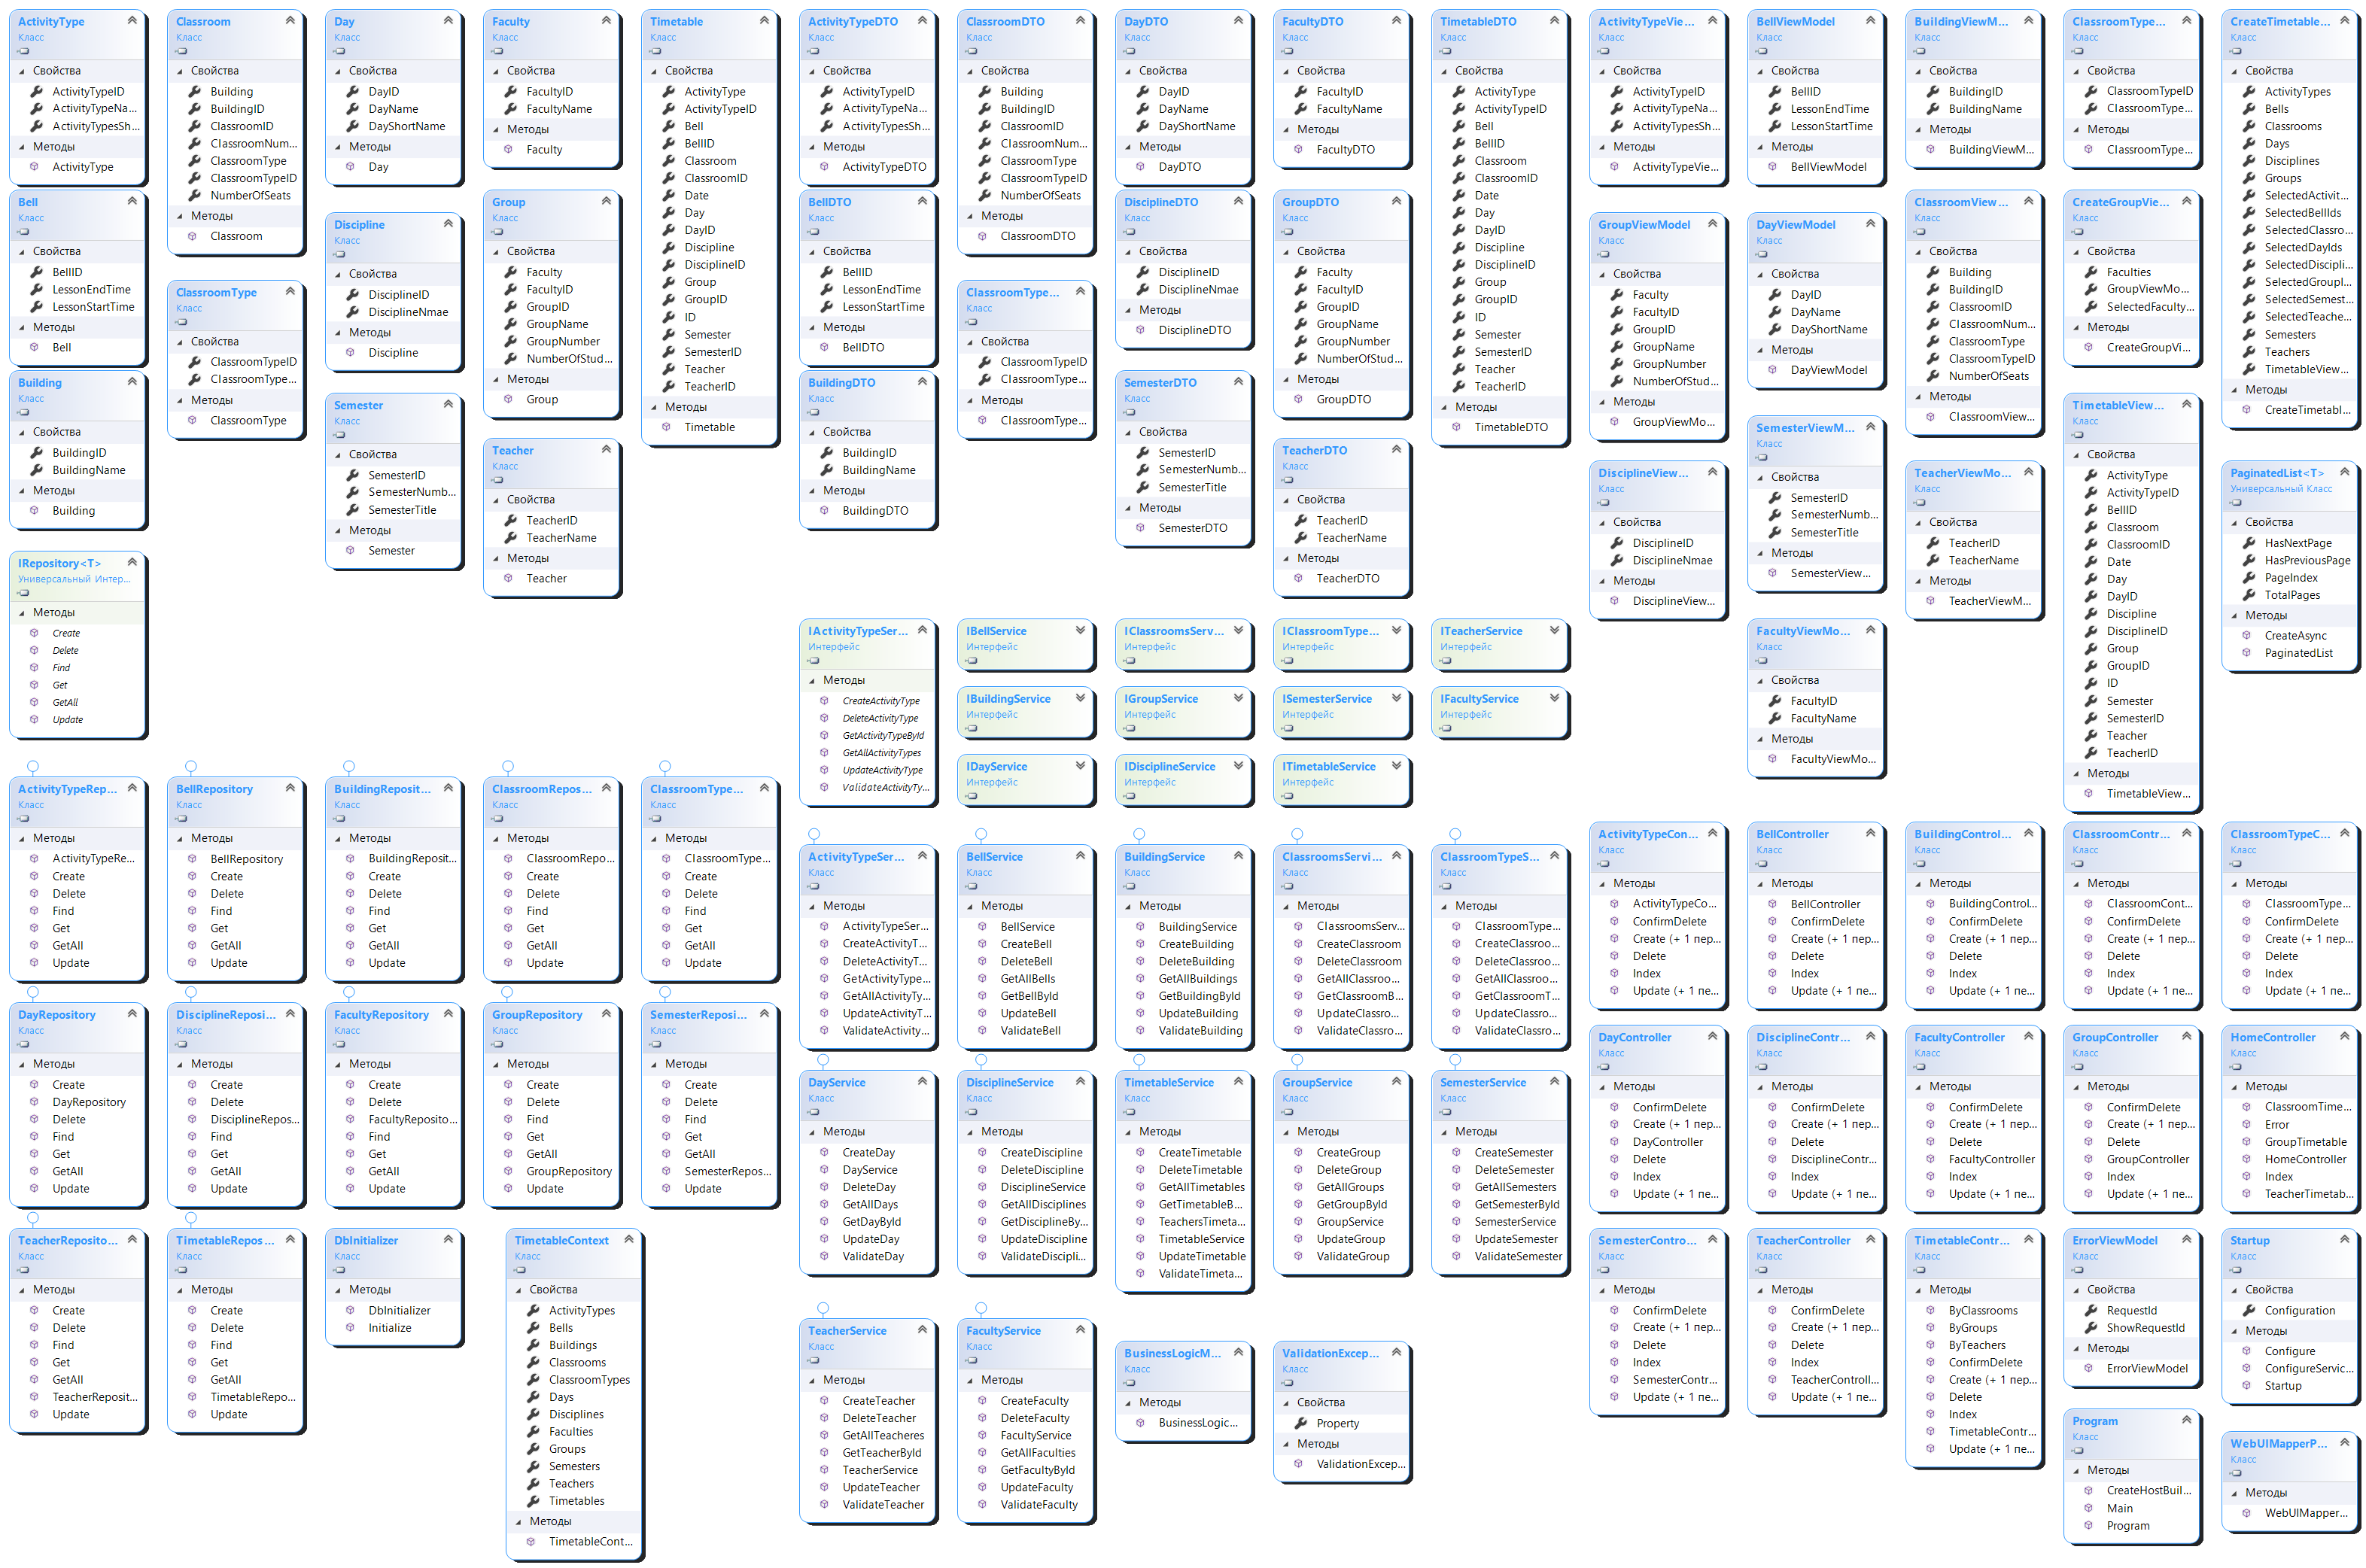 ActivityType
Класс
Свойства
ActivityTypeID
ActivityTypeNa...
ActivityTypesSh...
Методы
ActivityType
Bell
Класс
Свойства
BellID
LessonEndTime
LessonStartTime
Методы
Bell
Building
Класс
Свойства
BuildingID
BuildingName
Методы
Building
IRepository<T>
Универсальный Интер...
Методы
Create
Delete
Find
Get
GetAll
Update
Classroom
Класс
Свойства
Building
BuildingID
ClassroomID
ClassroomNum...
ClassroomType
ClassroomTypeID
NumberOfSeats
Методы
Classroom
ClassroomType
Класс
Свойства
ClassroomTypeID
ClassroomType...
Методы
ClassroomType
Day
Класс
Свойства
DayID
DayName
DayShortName
Методы
Day
Discipline
Класс
Свойства
DisciplineID
DisciplineNmae
Методы
Discipline
Semester
Класс
Свойства
SemesterID
SemesterNumb...
SemesterTitle
Методы
Semester
Faculty
Класс
Свойства
FacultyID
FacultyName
Методы
Faculty
Group
Класс
Свойства
Faculty
FacultyID
GroupID
GroupName
GroupNumber
NumberOfStud...
Методы
Group
Teacher
Класс
Свойства
TeacherID
TeacherName
Методы
Teacher
Timetable
Класс
Свойства
ActivityType
ActivityTypeID
Bell
BellID
Classroom
ClassroomID
Date
Day
DayID
Discipline
DisciplineID
Group
GroupID
ID
Semester
SemesterID
Teacher
TeacherID
Методы
Timetable
ActivityTypeDTO
Класс
Свойства
ActivityTypeID
ActivityTypeNa...
ActivityTypesSh...
Методы
ActivityTypeDTO
BellDTO
Класс
Свойства
BellID
LessonEndTime
LessonStartTime
Методы
BellDTO
BuildingDTO
Класс
Свойства
BuildingID
BuildingName
Методы
BuildingDTO
ClassroomDTO
Класс
Свойства
Building
BuildingID
ClassroomID
ClassroomNum...
ClassroomType
ClassroomTypeID
NumberOfSeats
Методы
ClassroomDTO
ClassroomType...
Класс
Свойства
ClassroomTypeID
ClassroomType...
Методы
ClassroomType...
DayDTO
Класс
Свойства
DayID
DayName
DayShortName
Методы
DayDTO
DisciplineDTO
Класс
Свойства
DisciplineID
DisciplineNmae
Методы
DisciplineDTO
SemesterDTO
Класс
Свойства
SemesterID
SemesterNumb...
SemesterTitle
Методы
SemesterDTO
FacultyDTO
Класс
Свойства
FacultyID
FacultyName
Методы
FacultyDTO
GroupDTO
Класс
Свойства
Faculty
FacultyID
GroupID
GroupName
GroupNumber
NumberOfStud...
Методы
GroupDTO
TeacherDTO
Класс
Свойства
TeacherID
TeacherName
Методы
TeacherDTO
TimetableDTO
Класс
Свойства
ActivityType
ActivityTypeID
Bell
BellID
Classroom
ClassroomID
Date
Day
DayID
Discipline
DisciplineID
Group
GroupID
ID
Semester
SemesterID
Teacher
TeacherID
Методы
TimetableDTO
ActivityTypeVie...
Класс
Свойства
ActivityTypeID
ActivityTypeNa...
ActivityTypesSh...
Методы
ActivityTypeVie...
GroupViewModel
Класс
Свойства
Faculty
FacultyID
GroupID
GroupName
GroupNumber
NumberOfStud...
Методы
GroupViewMo...
DisciplineView...
Класс
Свойства
DisciplineID
DisciplineNmae
Методы
DisciplineView...
BellViewModel
Класс
Свойства
BellID
LessonEndTime
LessonStartTime
Методы
BellViewModel
DayViewModel
Класс
Свойства
DayID
DayName
DayShortName
Методы
DayViewModel
SemesterViewM...
Класс
Свойства
SemesterID
SemesterNumb...
SemesterTitle
Методы
SemesterView...
FacultyViewMo...
Класс
Свойства
FacultyID
FacultyName
Методы
FacultyViewMo...
BuildingViewM...
Класс
Свойства
BuildingID
BuildingName
Методы
BuildingViewM...
ClassroomView...
Класс
Свойства
Building
BuildingID
ClassroomID
ClassroomNum...
ClassroomType
ClassroomTypeID
NumberOfSeats
Методы
ClassroomView...
TeacherViewMo...
Класс
Свойства
TeacherID
TeacherName
Методы
TeacherViewM...
ClassroomType...
Класс
Свойства
ClassroomTypeID
ClassroomType...
Методы
ClassroomType...
CreateGroupVie...
Класс
Свойства
Faculties
GroupViewMo...
SelectedFaculty...
Методы
CreateGroupVi...
TimetableView...
Класс
Свойства
ActivityType
ActivityTypeID
BellID
Classroom
ClassroomID
Date
Day
DayID
Discipline
DisciplineID
Group
GroupID
ID
Semester
SemesterID
Teacher
TeacherID
Методы
TimetableView...
CreateTimetable...
Класс
Свойства
ActivityTypes
Bells
Classrooms
Days
Disciplines
Groups
SelectedActivit...
SelectedBellIds
SelectedClassro...
SelectedDayIds
SelectedDiscipli...
SelectedGroupI...
SelectedSemest...
SelectedTeache...
Semesters
Teachers
TimetableView...
Методы
CreateTimetabl...
PaginatedList<T>
Универсальный Класс
Свойства
HasNextPage
HasPreviousPage
PageIndex
TotalPages
Методы
CreateAsync
PaginatedList
IActivityTypeSer...
Интерфейс
Методы
CreateActivityType
DeleteActivityType
GetActivityTypeById
GetAllActivityTypes
UpdateActivityType
ValidateActivityTy...
IBellService
Интерфейс
IClassroomsServ...
Интерфейс
IClassroomType...
Интерфейс
ITeacherService
Интерфейс
IBuildingService
Интерфейс
IGroupService
Интерфейс
ISemesterService
Интерфейс
IFacultyService
Интерфейс
IDayService
Интерфейс
IDisciplineService
Интерфейс
ITimetableService
Интерфейс
ActivityTypeRep...
Класс
Методы
ActivityTypeRe...
Create
Delete
Find
Get
GetAll
Update
BellRepository
Класс
Методы
BellRepository
Create
Delete
Find
Get
GetAll
Update
BuildingReposit...
Класс
Методы
BuildingReposit...
Create
Delete
Find
Get
GetAll
Update
ClassroomRepos...
Класс
Методы
ClassroomRepo...
Create
Delete
Find
Get
GetAll
Update
ClassroomType...
Класс
Методы
ClassroomType...
Create
Delete
Find
Get
GetAll
Update
DayRepository
Класс
Методы
Create
DayRepository
Delete
Find
Get
GetAll
Update
DisciplineReposi...
Класс
Методы
Create
Delete
DisciplineRepos...
Find
Get
GetAll
Update
FacultyRepository
Класс
Методы
Create
Delete
FacultyReposito...
Find
Get
GetAll
Update
GroupRepository
Класс
Методы
Create
Delete
Find
Get
GetAll
GroupRepository
Update
SemesterReposi...
Класс
Методы
Create
Delete
Find
Get
GetAll
SemesterRepos...
Update
TeacherReposito...
Класс
Методы
Create
Delete
Find
Get
GetAll
TeacherReposit...
Update
TimetableRepos...
Класс
Методы
Create
Delete
Find
Get
GetAll
TimetableRepo...
Update
DbInitializer
Класс
Методы
DbInitializer
Initialize
TimetableContext
Класс
Свойства
ActivityTypes
Bells
Buildings
Classrooms
ClassroomTypes
Days
Disciplines
Faculties
Groups
Semesters
Teachers
Timetables
Методы
TimetableCont...
ActivityTypeSer...
Класс
Методы
ActivityTypeSer...
CreateActivityT...
DeleteActivityT...
GetActivityType...
GetAllActivityTy...
UpdateActivityT...
ValidateActivity...
BellService
Класс
Методы
BellService
CreateBell
DeleteBell
GetAllBells
GetBellById
UpdateBell
ValidateBell
BuildingService
Класс
Методы
BuildingService
CreateBuilding
DeleteBuilding
GetAllBuildings
GetBuildingById
UpdateBuilding
ValidateBuilding
ClassroomsServi...
Класс
Методы
ClassroomsServ...
CreateClassroom
DeleteClassroom
GetAllClassroo...
GetClassroomB...
UpdateClassro...
ValidateClassro...
ClassroomTypeS...
Класс
Методы
ClassroomType...
CreateClassroo...
DeleteClassroo...
GetAllClassroo...
GetClassroomT...
UpdateClassroo...
ValidateClassro...
DayService
Класс
Методы
CreateDay
DayService
DeleteDay
GetAllDays
GetDayById
UpdateDay
ValidateDay
DisciplineService
Класс
Методы
CreateDiscipline
DeleteDiscipline
DisciplineService
GetAllDisciplines
GetDisciplineBy...
UpdateDiscipline
ValidateDiscipli...
TimetableService
Класс
Методы
CreateTimetable
DeleteTimetable
GetAllTimetables
GetTimetableB...
TeachersTimeta...
TimetableService
UpdateTimetable
ValidateTimeta...
GroupService
Класс
Методы
CreateGroup
DeleteGroup
GetAllGroups
GetGroupById
GroupService
UpdateGroup
ValidateGroup
SemesterService
Класс
Методы
CreateSemester
DeleteSemester
GetAllSemesters
GetSemesterById
SemesterService
UpdateSemester
ValidateSemester
TeacherService
Класс
Методы
CreateTeacher
DeleteTeacher
GetAllTeacheres
GetTeacherById
TeacherService
UpdateTeacher
ValidateTeacher
FacultyService
Класс
Методы
CreateFaculty
DeleteFaculty
FacultyService
GetAllFaculties
GetFacultyById
UpdateFaculty
ValidateFaculty
BusinessLogicM...
Класс
Методы
BusinessLogic...
ValidationExcep...
Класс
Свойства
Property
Методы
ValidationExcep...
ActivityTypeCon...
Класс
Методы
ActivityTypeCo...
ConfirmDelete
Create (+ 1 пер...
Delete
Index
Update (+ 1 пе...
BellController
Класс
Методы
BellController
ConfirmDelete
Create (+ 1 пер...
Delete
Index
Update (+ 1 пе...
BuildingControl...
Класс
Методы
BuildingControl...
ConfirmDelete
Create (+ 1 пер...
Delete
Index
Update (+ 1 пе...
ClassroomContr...
Класс
Методы
ClassroomCont...
ConfirmDelete
Create (+ 1 пер...
Delete
Index
Update (+ 1 пе...
ClassroomTypeC...
Класс
Методы
ClassroomType...
ConfirmDelete
Create (+ 1 пер...
Delete
Index
Update (+ 1 пе...
DayController
Класс
Методы
ConfirmDelete
Create (+ 1 пер...
DayController
Delete
Index
Update (+ 1 пе...
DisciplineContr...
Класс
Методы
ConfirmDelete
Create (+ 1 пер...
Delete
DisciplineContr...
Index
Update (+ 1 пе...
FacultyController
Класс
Методы
ConfirmDelete
Create (+ 1 пер...
Delete
FacultyController
Index
Update (+ 1 пе...
GroupController
Класс
Методы
ConfirmDelete
Create (+ 1 пер...
Delete
GroupController
Index
Update (+ 1 пе...
HomeController
Класс
Методы
ClassroomTime...
Error
GroupTimetable
HomeController
Index
TeacherTimetab...
SemesterContro...
Класс
Методы
ConfirmDelete
Create (+ 1 пер...
Delete
Index
SemesterContr...
Update (+ 1 пе...
TeacherController
Класс
Методы
ConfirmDelete
Create (+ 1 пер...
Delete
Index
TeacherControll...
Update (+ 1 пе...
TimetableContr...
Класс
Методы
ByClassrooms
ByGroups
ByTeachers
ConfirmDelete
Create (+ 1 пер...
Delete
Index
TimetableContr...
Update (+ 1 пе...
ErrorViewModel
Класс
Свойства
RequestId
ShowRequestId
Методы
ErrorViewModel
Program
Класс
Методы
CreateHostBuil...
Main
Program
Startup
Класс
Свойства
Configuration
Методы
Configure
ConfigureServic...
Startup
WebUIMapperP...
Класс
Методы
WebUIMapper...